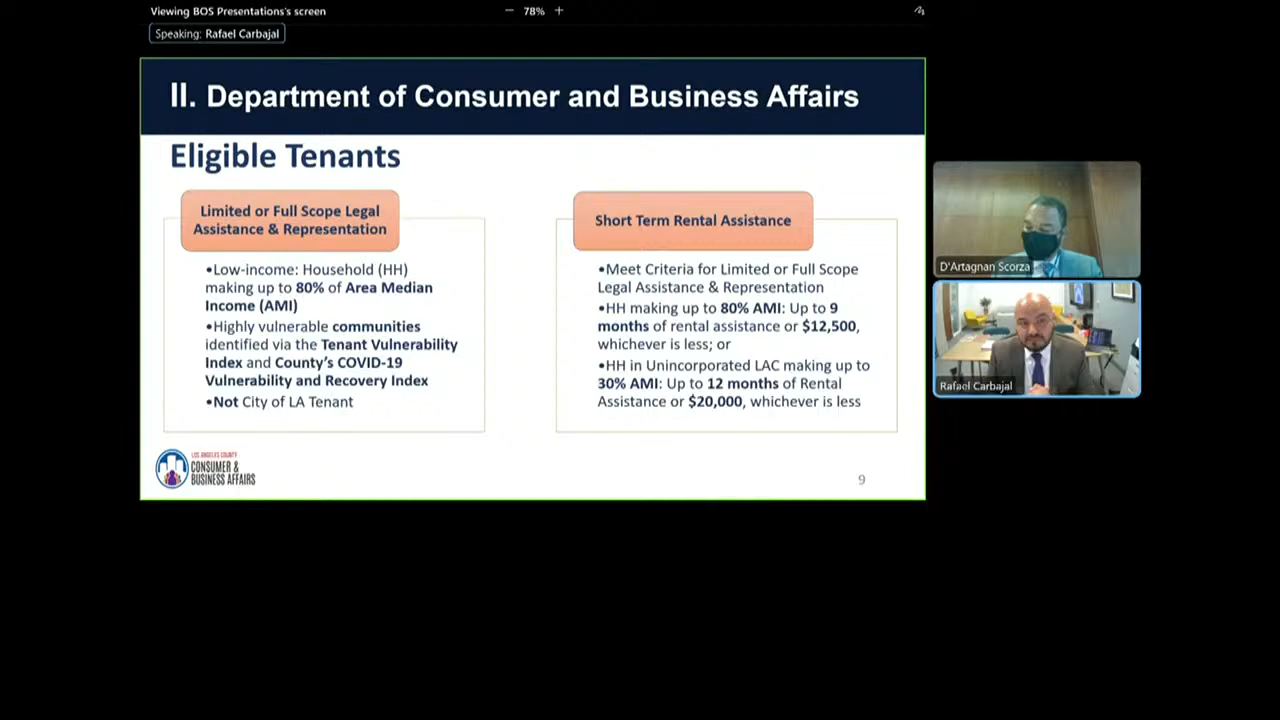 Viewing BOS Presentations's screen
78%
Speaking: Rafael Carbajal
II. Department of Consumer and Business Affairs
Eligible Tenants
Limited or Full Scope Legal
Assistance & Representation
•Low-income: Household (HH)
making up to 80% of Area Median
Income (AMI)
•Highly vulnerable communities
identified via the Tenant Vulnerability
Index and County's COVID-19
Vulnerability and Recovery Index
•Not City of LA Tenant
Short Term Rental Assistance
•Meet Criteria for Limited or Full Scope
Legal Assistance & Representation
•HH making up to 80% AMI: Up to 9
months of rental assistance or $12,500,
whichever is less; or
•HH in Unincorporated LAC making up to
30% AMI: Up to 12 months of Rental
Assistance or $20,000, whichever is less
LOS ANGELES COUNTY
CONSUMER &
BUSINESS AFFAIRS
9
D'Artagnan Scorza
Rafael Carbajal